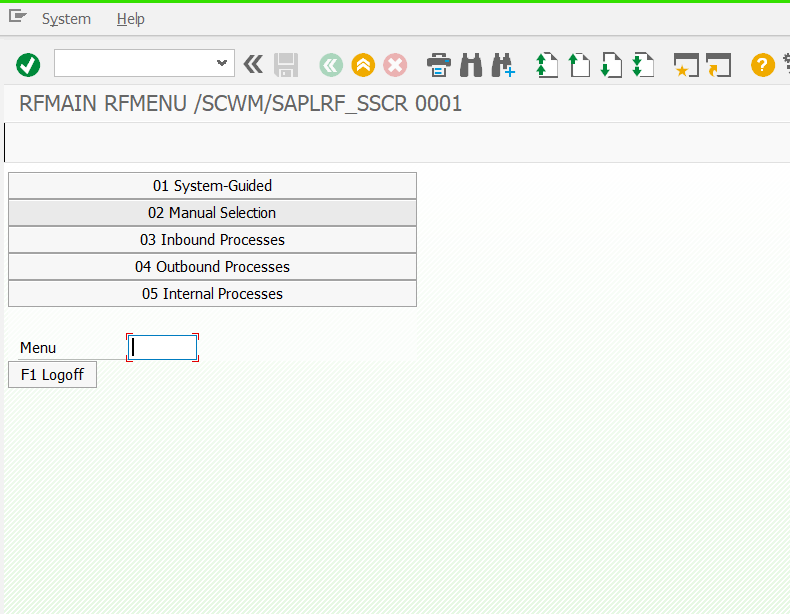 System Help
RFMAIN RFMENU /SCWM/SAPLRF_SSCR 0001
01 System-Guided
02 Manual Selection
03 Inbound Processes
04 Outbound Processes
05 Internal Processes
Menu
F1 Logoff